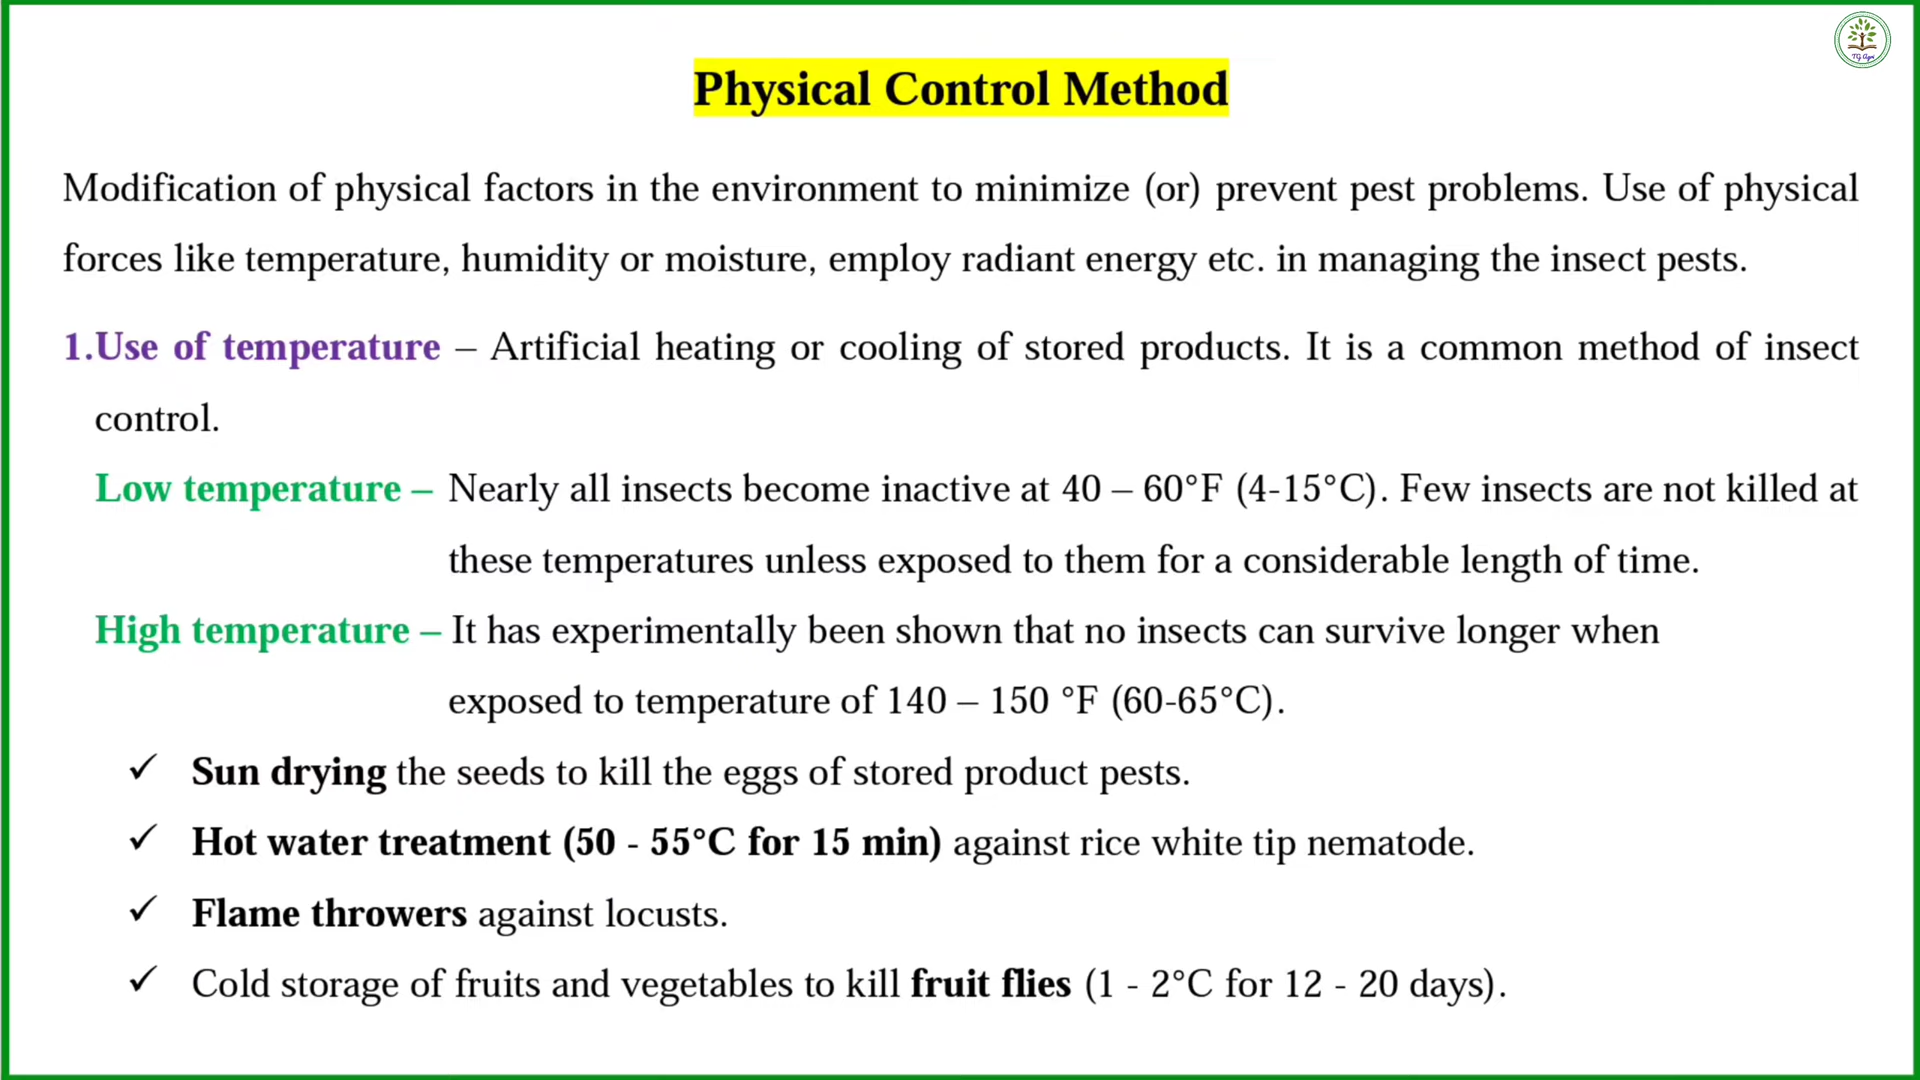 TG Agri
Physical Control Method
Modification of physical factors in the environment to minimize (or) prevent pest problems. Use of physical
forces like temperature, humidity or moisture, employ radiant energy etc. in managing the insect pests.
1.Use of temperature – Artificial heating or cooling of stored products. It is a common method of insect
control.
Low temperature – Nearly all insects become inactive at 40 – 60°F (4-15°C). Few insects are not killed at
these temperatures unless exposed to them for a considerable length of time.
High temperature – It has experimentally been shown that no insects can survive longer when
exposed to temperature of 140 – 150 °F (60-65°C).
✓ Sun drying the seeds to kill the eggs of stored product pests.
✓ Hot water treatment (50 - 55°C for 15 min) against rice white tip nematode.
✓ Flame throwers against locusts.
✓ Cold storage of fruits and vegetables to kill fruit flies (1 - 2°C for 12 - 20 days).